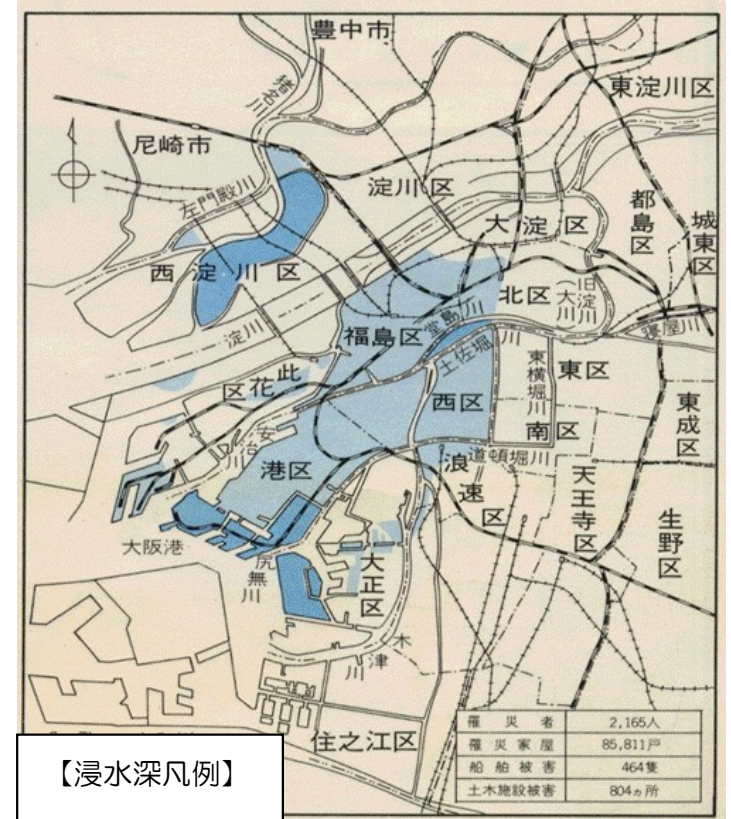 豊中市
猪名川
東淀川区
尼崎市
淀川区
左門殿川
都島区
城東区
大淀区
西淀川区
北区
旧淀川
(大川)
淀川
福島区
堂島川
寝屋川
土佐堀川
東横堀川
東区
此花区
西区
東成区
安治川
南区
港区
道頓堀川
浪速区
天王寺区
生野区
大阪港
尻無川
大正区
木津川
住之江区
罹災者 2,165人
罹災家屋 85,811戸
船舶被害 464隻
土木施設被害 804ヵ所
【浸水深凡例】